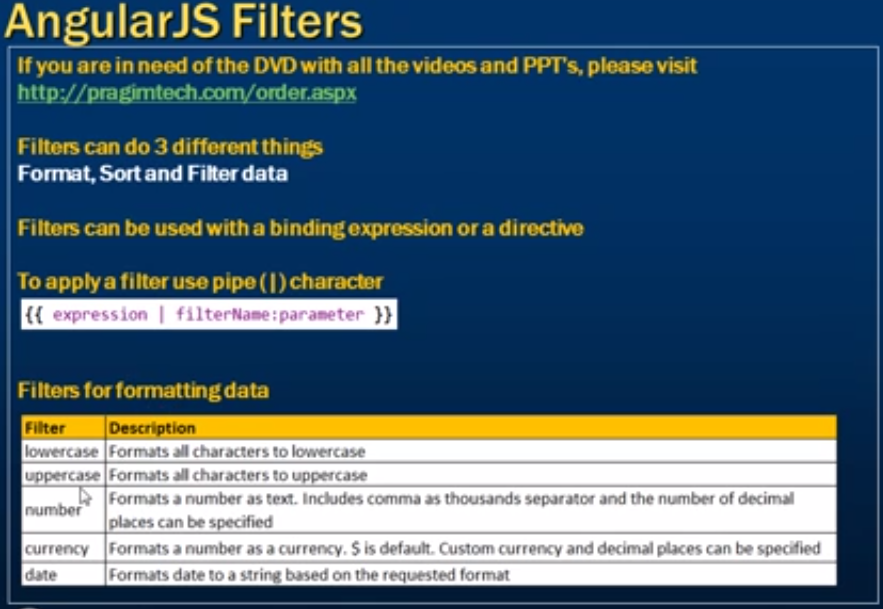 AngularJS Filters
If you are in need of the DVD with all the videos and PPT's, please visit
http://pragimtech.com/order.aspx
Filters can do 3 different things
Format, Sort and Filter data
Filters can be used with a binding expression or a directive
To apply a filter use pipe (|) character
{{ expression | filterName:parameter }}
Filters for formatting data
Filter Description
lowercase Formats all characters to lowercase
uppercase Formats all characters to uppercase
number Formats a number as text. Includes comma as thousands separator and the number of decimal
places can be specified
currency Formats a number as a currency. $ is default. Custom currency and decimal places can be specified
date Formats date to a string based on the requested format